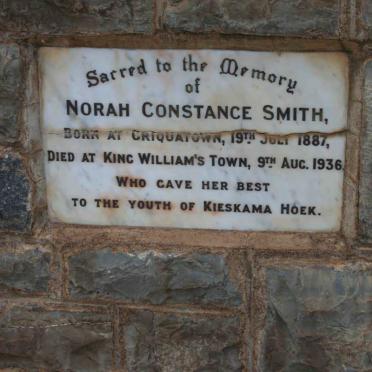 Sacred to the Memory
of
NORAH CONSTANCE SMITH,
BORN AT GRIQUATOWN, 19TH JULY 1887,
DIED AT KING WILLIAM'S TOWN, 9TH AUG. 1936.
WHO GAVE HER BEST
TO THE YOUTH OF KIESKAMA HOEK.